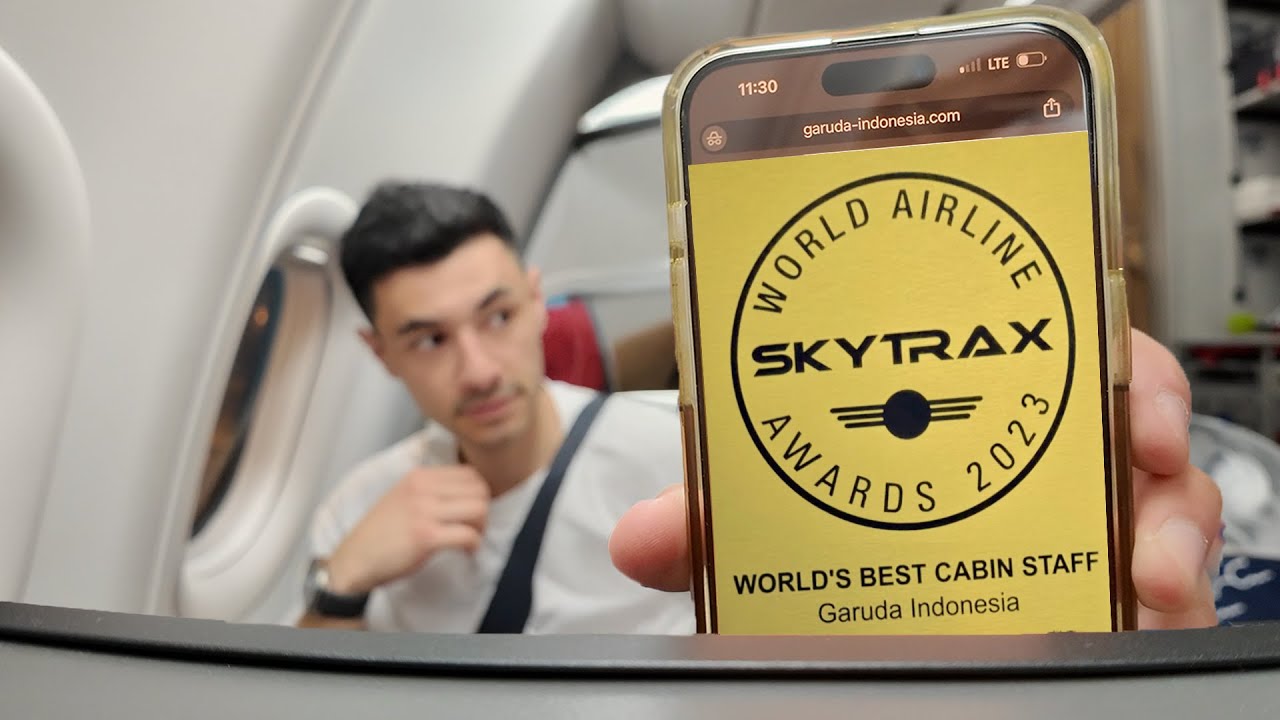 11:30
LTE
garuda-indonesia.com
WORLD AIRLINE
SKYTRAX
AWARDS 2023
WORLD'S BEST CABIN STAFF
Garuda Indonesia